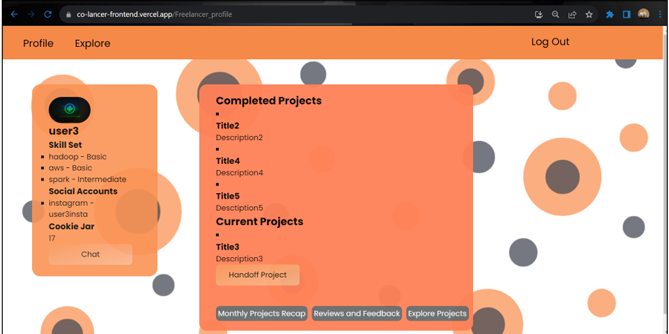 co-lancer-frontend.vercel.app/Freelancer_profile
Profile
Explore
Log Out
user3
Skill Set
hadoop - Basic
aws - Basic
spark - Intermediate
Social Accounts
instagram -
user3insta
Cookie Jar
17
Chat
Completed Projects
Title2
Description2
Title4
Description4
Title5
Desctiption5
Current Projects
Title3
Description3
Handoff Project
Monthly Projects Recap
Reviews and Feedback
Explore Projects